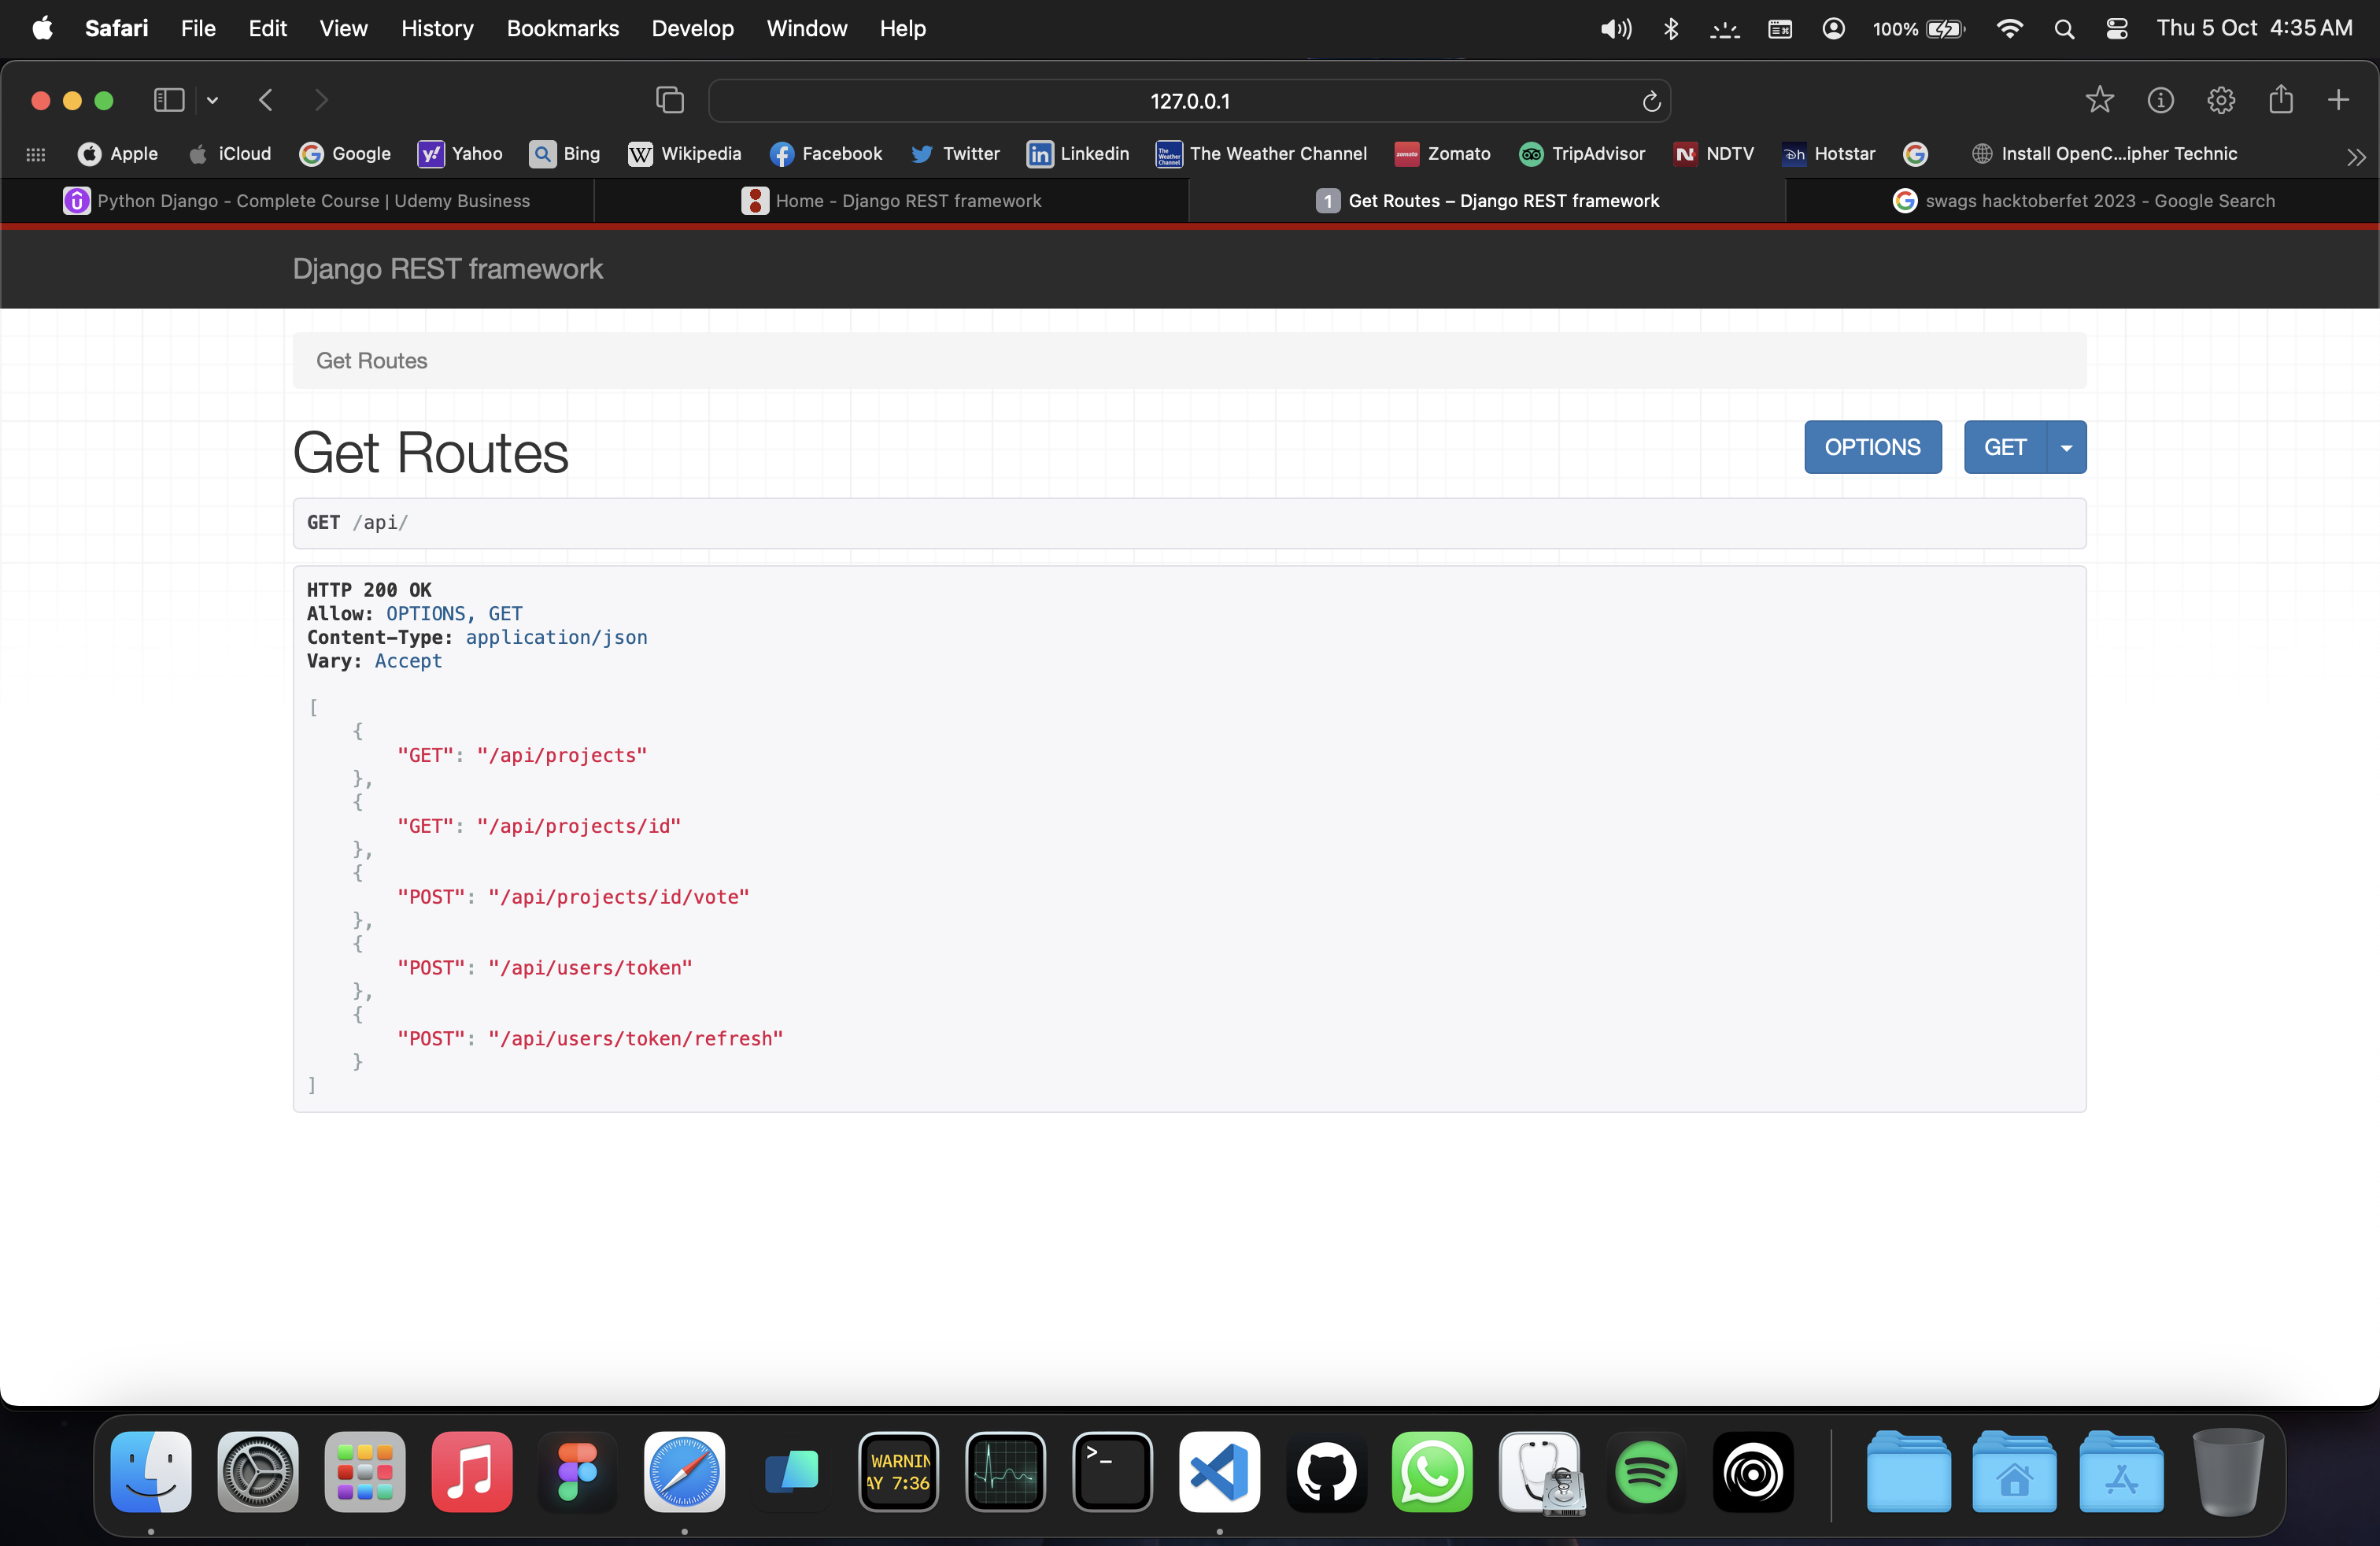 Safari File Edit View History Bookmarks Develop Window Help 100% Thu 5 Oct 4:35 AM
127.0.0.1
Apple iCloud Google Yahoo Bing Wikipedia Facebook Twitter Linkedin The Weather Channel Zomato TripAdvisor NDTV Hotstar Install OpenC...ipher Technic
Python Django - Complete Course | Udemy Business Home - Django REST framework 1 Get Routes – Django REST framework swags hacktoberfet 2023 - Google Search
Django REST framework
Get Routes
Get Routes OPTIONS GET
GET /api/
HTTP 200 OK
Allow: OPTIONS, GET
Content-Type: application/json
Vary: Accept
[
    {
        "GET": "/api/projects"
    },
    {
        "GET": "/api/projects/id"
    },
    {
        "POST": "/api/projects/id/vote"
    },
    {
        "POST": "/api/users/token"
    },
    {
        "POST": "/api/users/token/refresh"
    }
]
WARNIN
AY 7:36